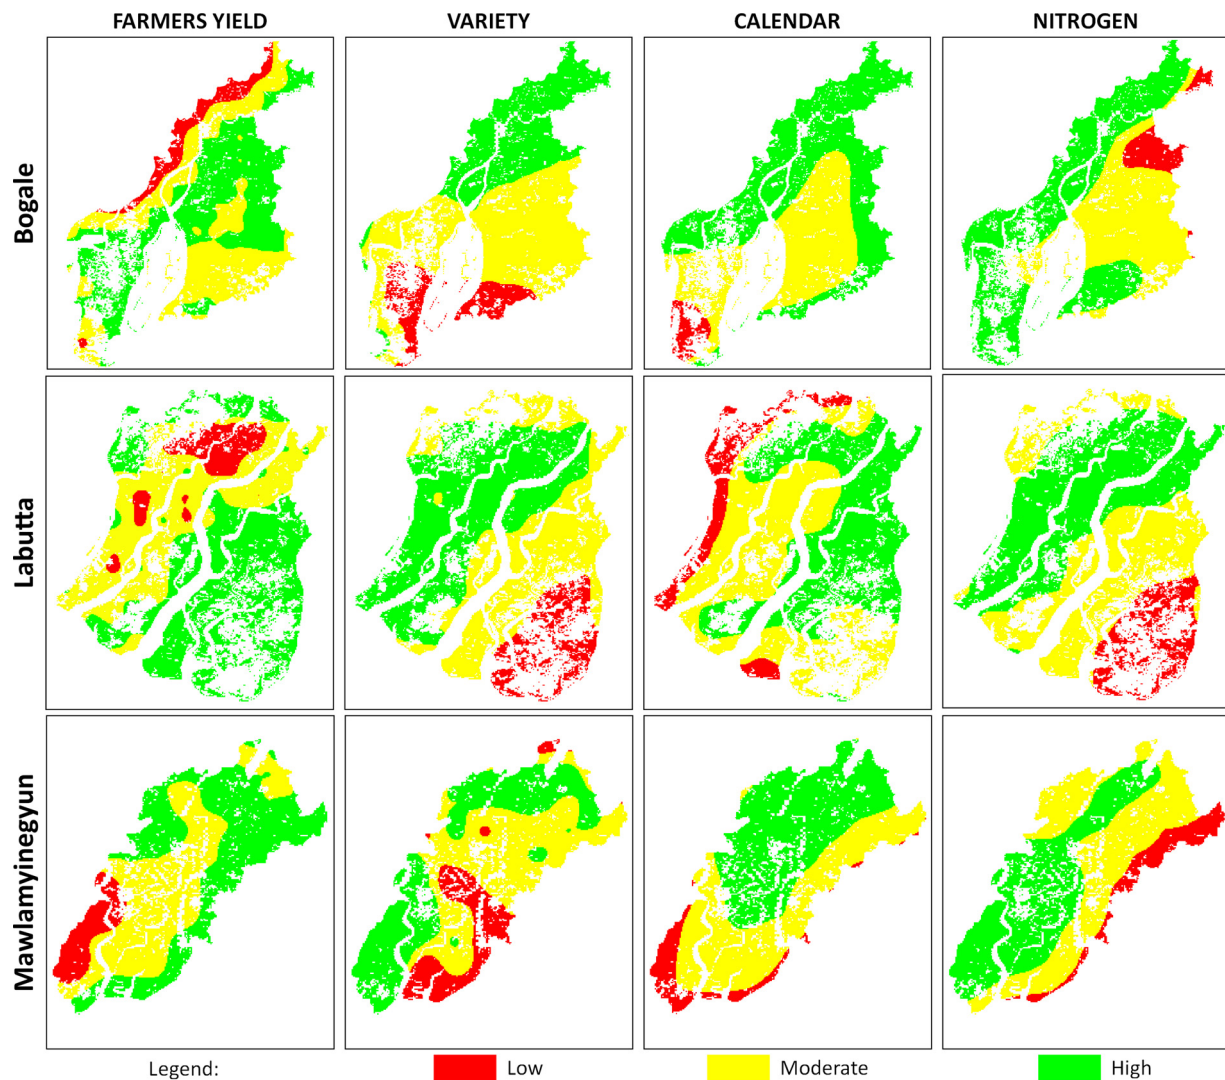 FARMERS YIELD VARIETY CALENDAR NITROGEN
Bogale
Labutta
Mawlamyinegyun
Legend: Low Moderate High